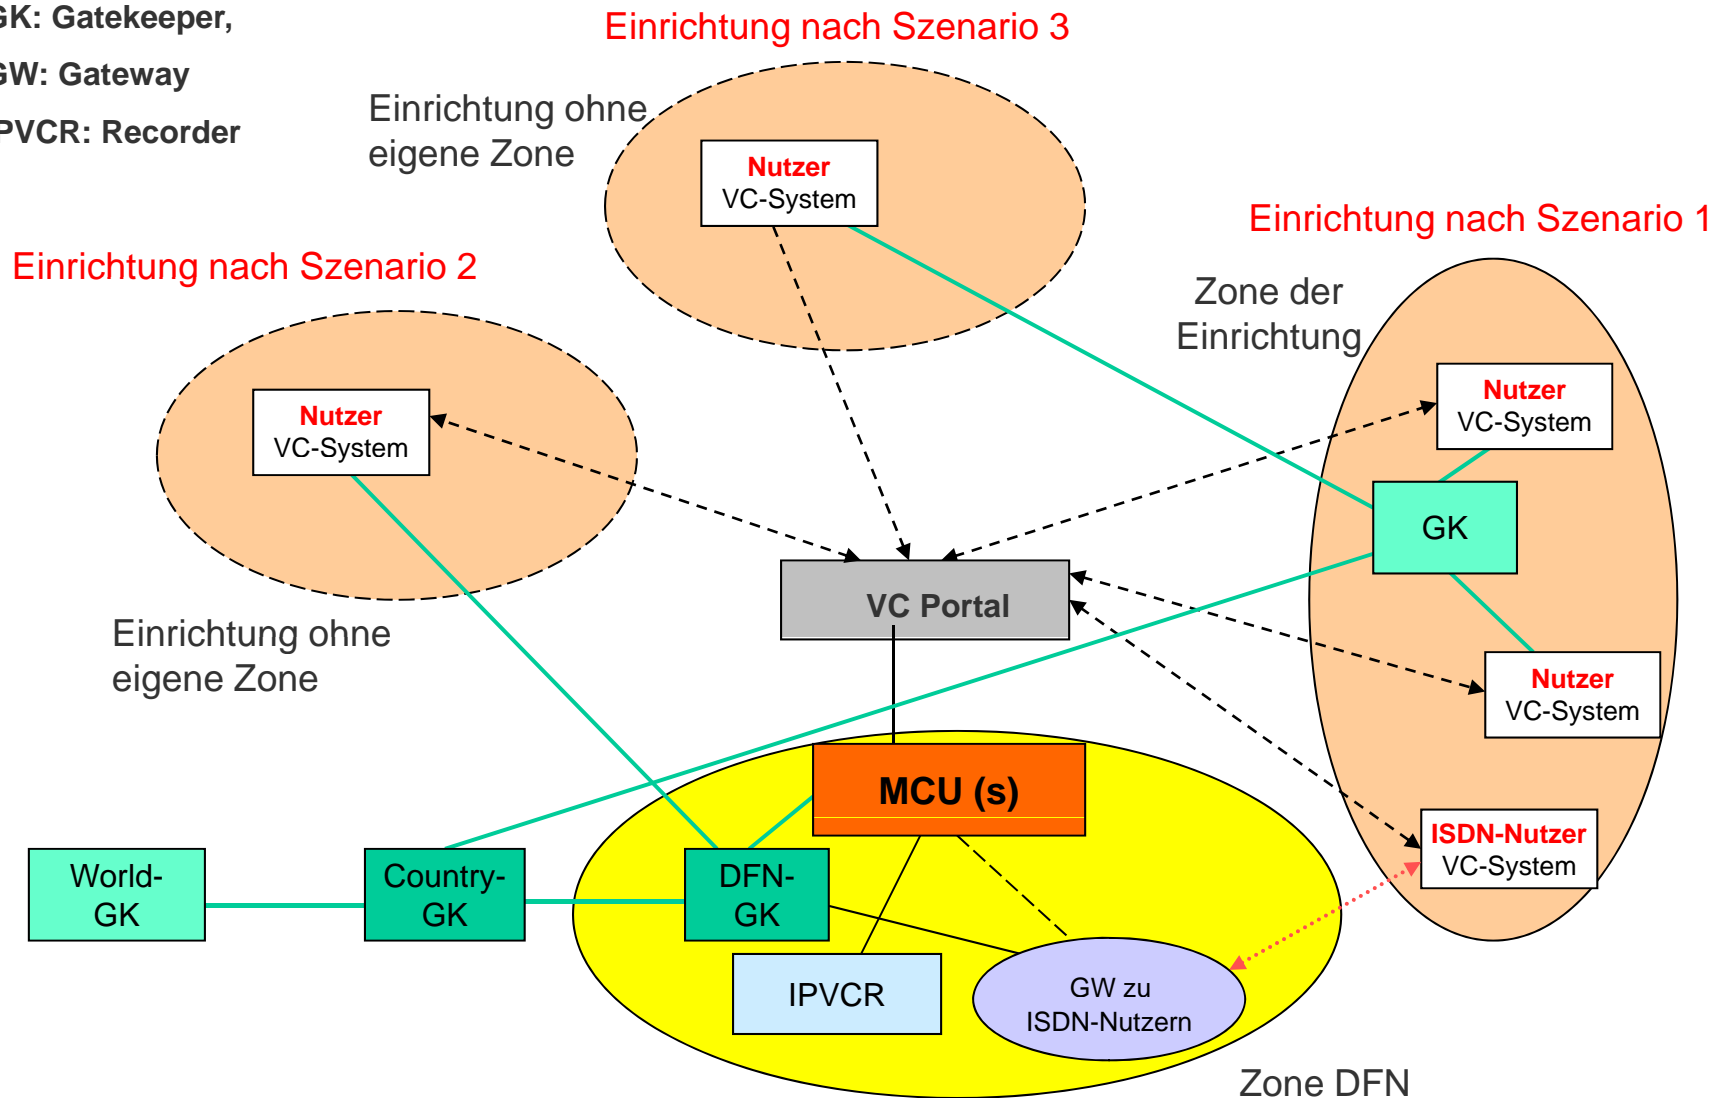 GK: Gatekeeper,
GW: Gateway
IPVCR: Recorder
Einrichtung nach Szenario 3
Einrichtung ohne
eigene Zone
Nutzer
VC-System
Einrichtung nach Szenario 1
Einrichtung nach Szenario 2
Zone der
Einrichtung
Nutzer
VC-System
Nutzer
VC-System
GK
VC Portal
Einrichtung ohne
eigene Zone
Nutzer
VC-System
MCU (s)
ISDN-Nutzer
VC-System
World-
GK
Country-
GK
DFN-
GK
IPVCR
GW zu
ISDN-Nutzern
Zone DFN